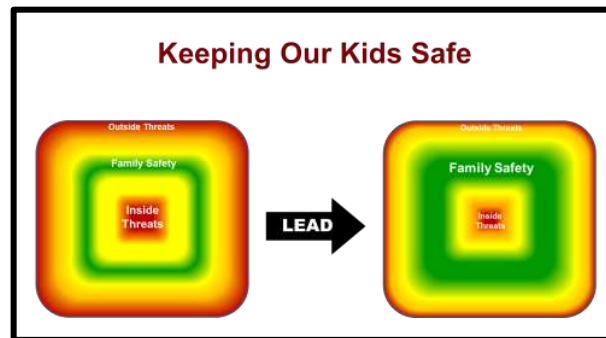 Keeping Our Kids Safe
Outside Threats
Family Safety
Inside
Threats
LEAD
Outside Threats
Family Safety
Inside
Threats